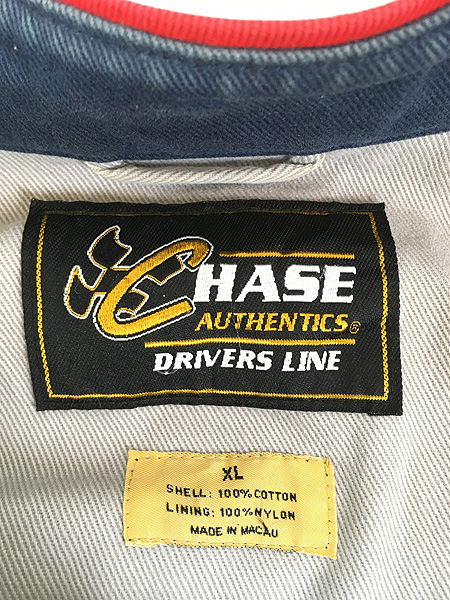 CHASE
AUTHENTICS®
DRIVERS LINE
XL
SHELL: 100% COTTON
LINING: 100% NYLON
MADE IN MACAU